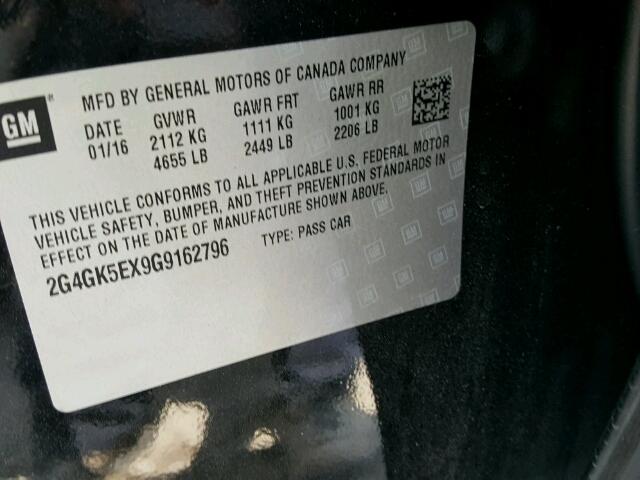 MFD BY GENERAL MOTORS OF CANADA COMPANY
GM
DATE GVWR GAWR FRT GAWR RR
01/16 2112 KG 1111 KG 1001 KG
4655 LB 2449 LB 2206 LB
THIS VEHICLE CONFORMS TO ALL APPLICABLE U.S. FEDERAL MOTOR
VEHICLE SAFETY, BUMPER, AND THEFT PREVENTION STANDARDS IN
EFFECT ON THE DATE OF MANUFACTURE SHOWN ABOVE.
2G4GK5EX9G9162796 TYPE: PASS CAR